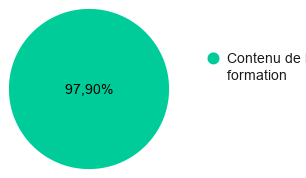 97,90%
Contenu de
formation